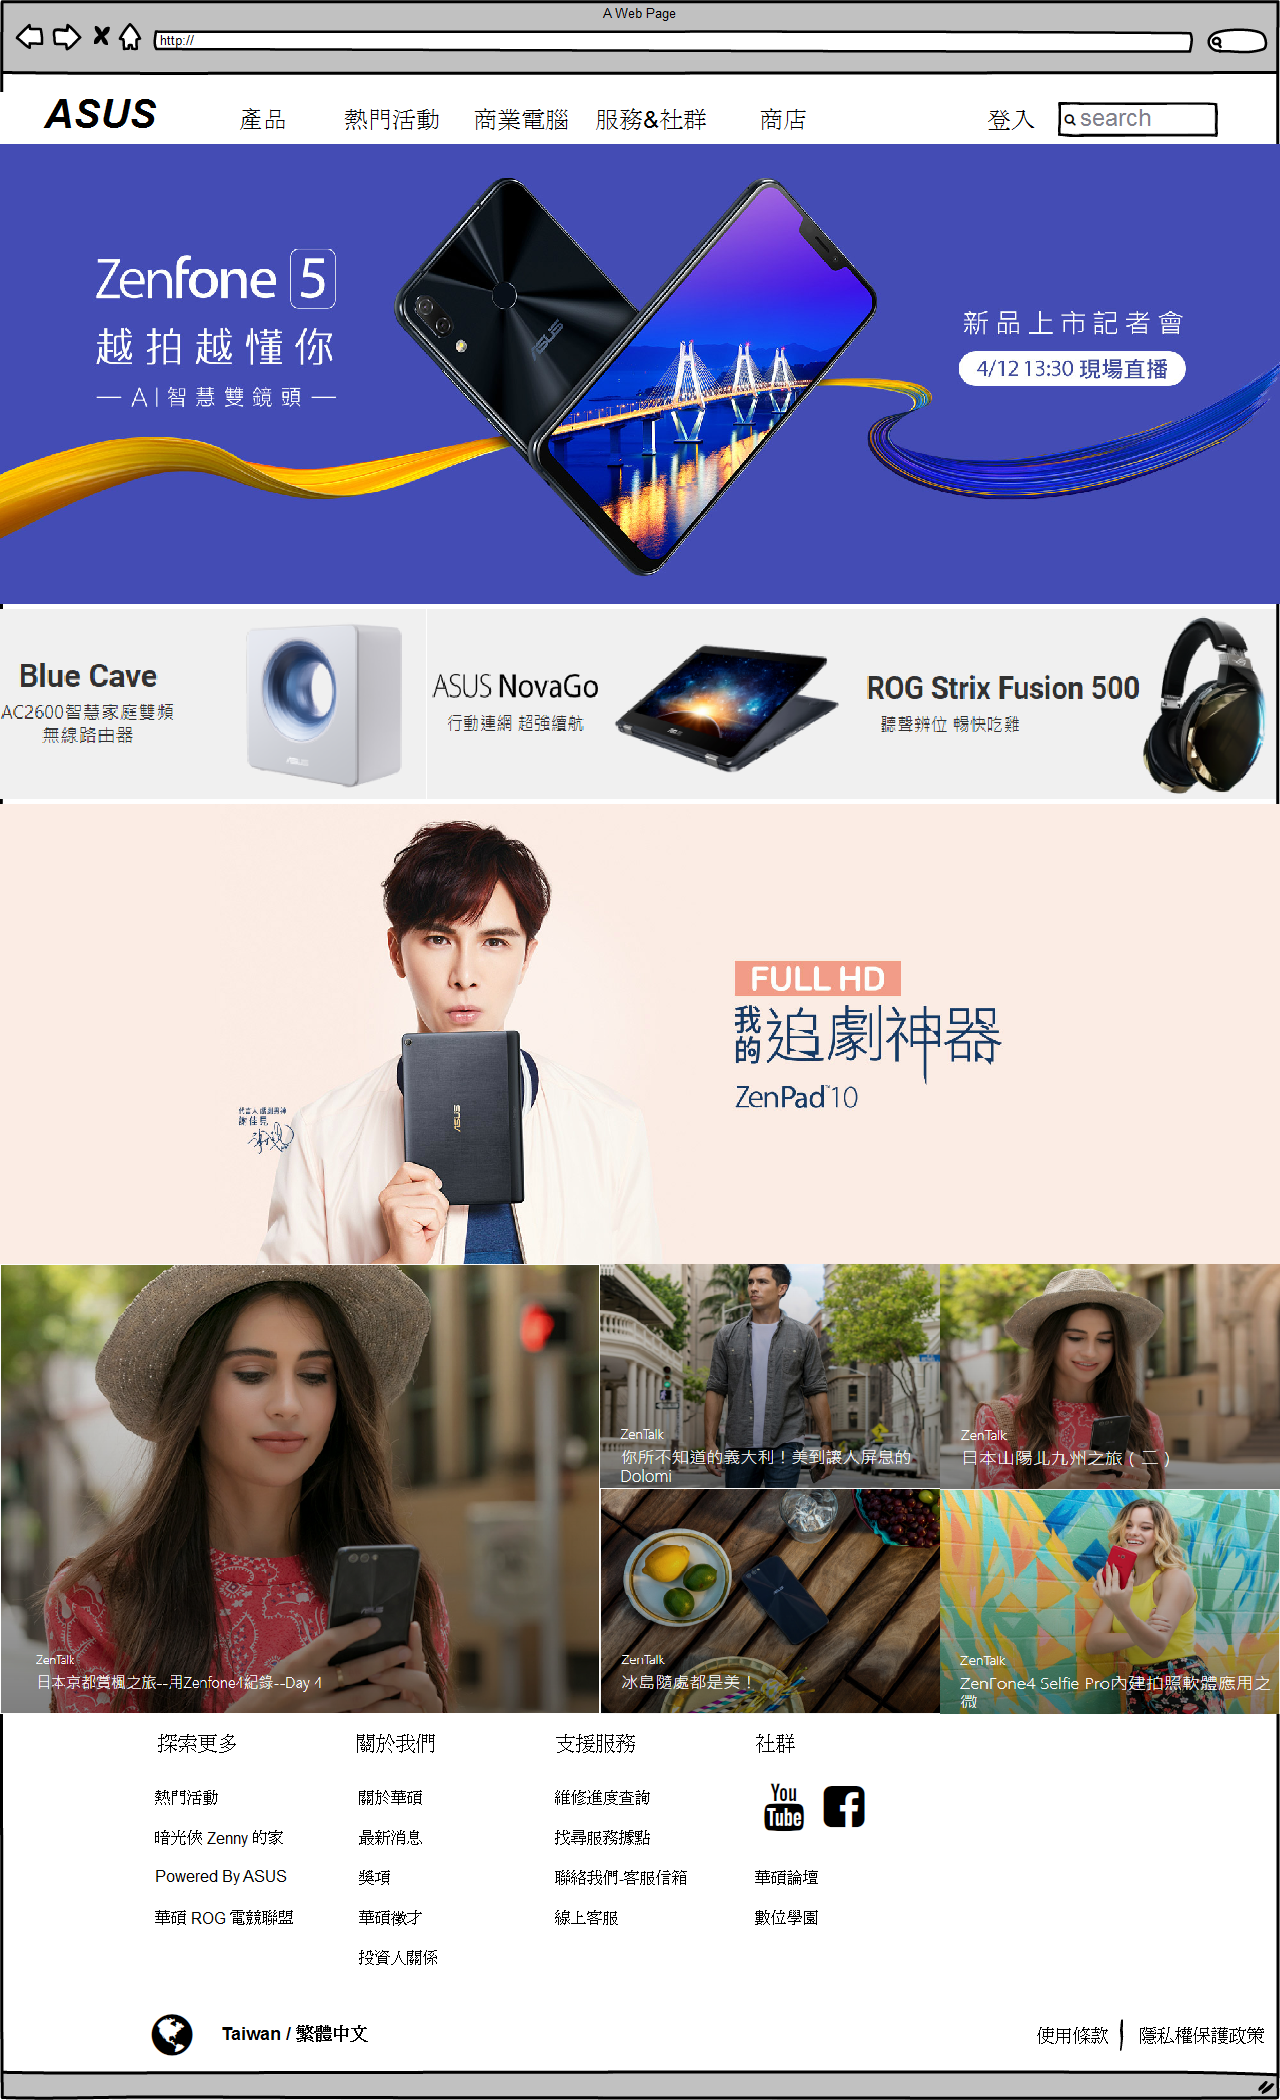 A Web Page
http://
ASUS
產品
熱門活動
商業電腦
服務&社群
商店
登入
search
Zenfone 5
越拍越懂你
AI智慧雙鏡頭
ASUS
新品上市記者會
4/12 13:30 現場直播
Blue Cave
AC2600智慧家庭雙頻
無線路由器
ASUS
ASUS NovaGo
行動連網 超強續航
ROG Strix Fusion 500
聽聲辨位 暢快吃雞
FULL HD
我的追劇神器
ZenPad™10
ASUS
謝佳見
ZenTalk
日本京都賞楓之旅--用Zenfone4紀錄--Day 4
ZenTalk
你所不知道的義大利！美到讓人屏息的
Dolomi
ZenTalk
日本山陽北九州之旅（二）
ZenTalk
冰島隨處都是美！
ZenTalk
ZenFone4 Selfie Pro內建拍照軟體應用之
微
探索更多
關於我們
支援服務
社群
熱門活動
關於華碩
維修進度查詢
You Tube
暗光俠 Zenny 的家
最新消息
找尋服務據點
Powered By ASUS
獎項
聯絡我們-客服信箱
華碩論壇
華碩 ROG 電競聯盟
華碩徵才
線上客服
數位學園
投資人關係
Taiwan / 繁體中文
使用條款
隱私權保護政策